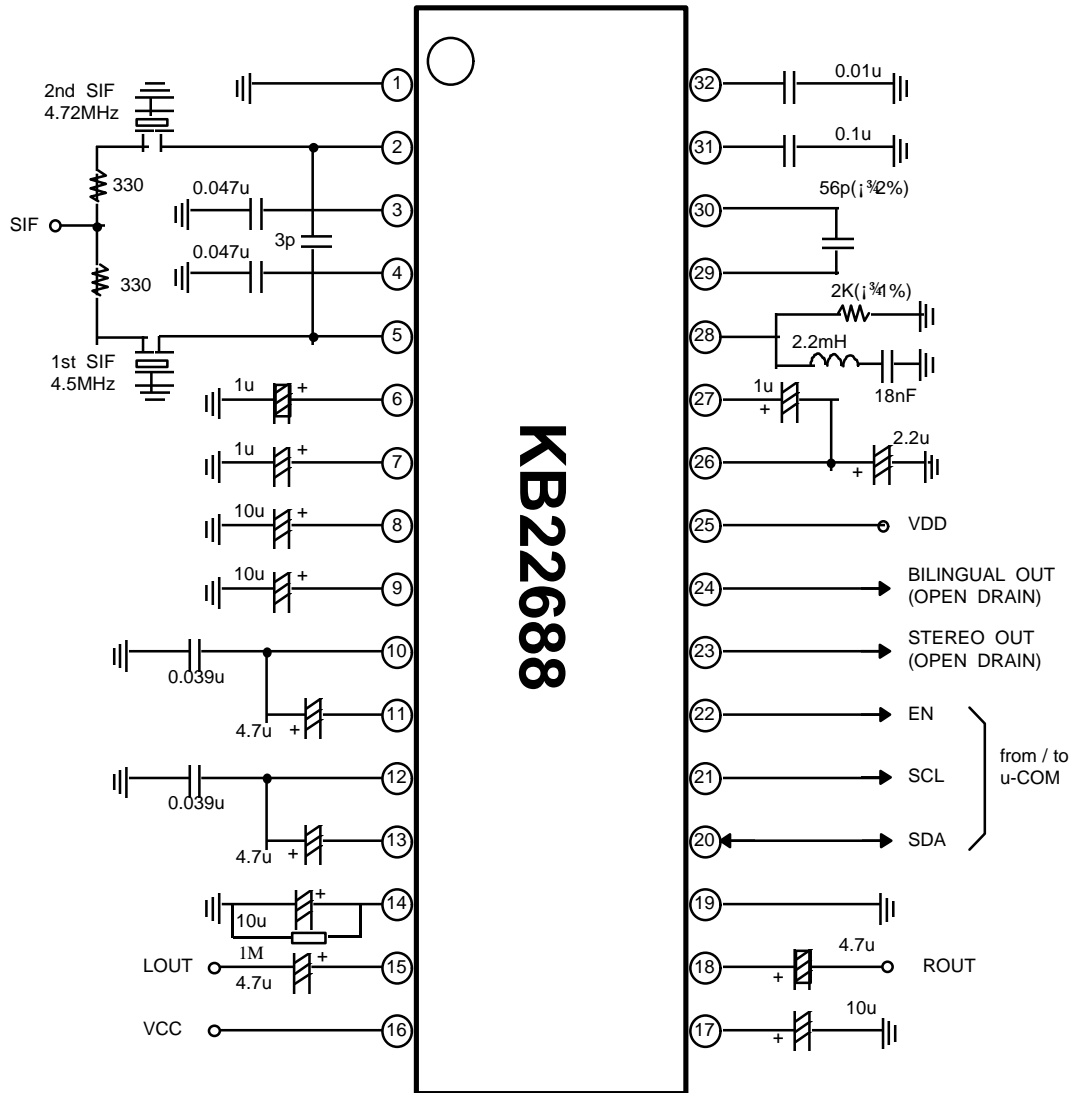 2nd SIF
4.72MHz
330
SIF
330
1st SIF
4.5MHz
0.047u
0.047u
3p
1u
1u
10u
10u
0.039u
4.7u
0.039u
4.7u
10u
1M
LOUT
4.7u
VCC
1
2
3
4
5
6
7
8
9
10
11
12
13
14
15
16
KB22688
32
31
30
29
28
27
26
25
24
23
22
21
20
19
18
17
0.01u
0.1u
56p(¡¾2%)
2K(¡¾1%)
2.2mH
18nF
1u
2.2u
VDD
BILINGUAL OUT
(OPEN DRAIN)
STEREO OUT
(OPEN DRAIN)
EN
SCL
SDA
from / to
u-COM
4.7u
ROUT
10u